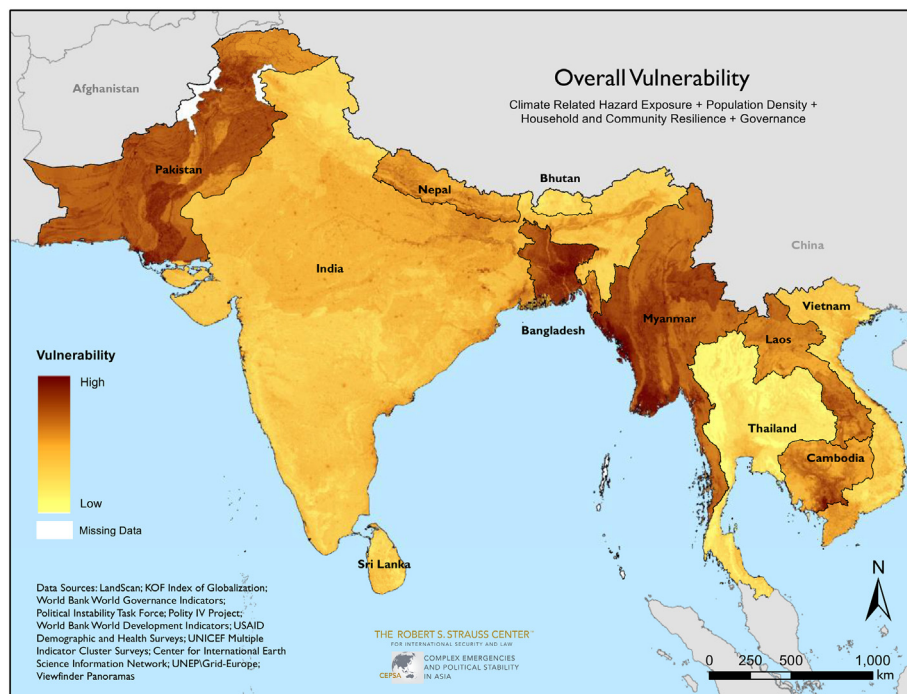 Overall Vulnerability
Climate Related Hazard Exposure + Population Density +
Household and Community Resilience + Governance
Afghanistan
Pakistan
Nepal
Bhutan
China
India
Bangladesh
Myanmar
Vietnam
Laos
Thailand
Cambodia
Sri Lanka
Vulnerability
High
Low
Missing Data
Data Sources: LandScan; KOF Index of Globalization;
World Bank World Governance Indicators;
Political Instability Task Force; Polity IV Project;
World Bank World Development Indicators; USAID
Demographic and Health Surveys; UNICEF Multiple
Indicator Cluster Surveys; Center for International Earth
Science Information Network; UNEP\Grid-Europe;
Viewfinder Panoramas
THE ROBERT S. STRAUSS CENTER™
FOR INTERNATIONAL SECURITY AND LAW
CEPSA
COMPLEX EMERGENCIES
AND POLITICAL STABILITY
IN ASIA
N
0 250 500 1,000
km